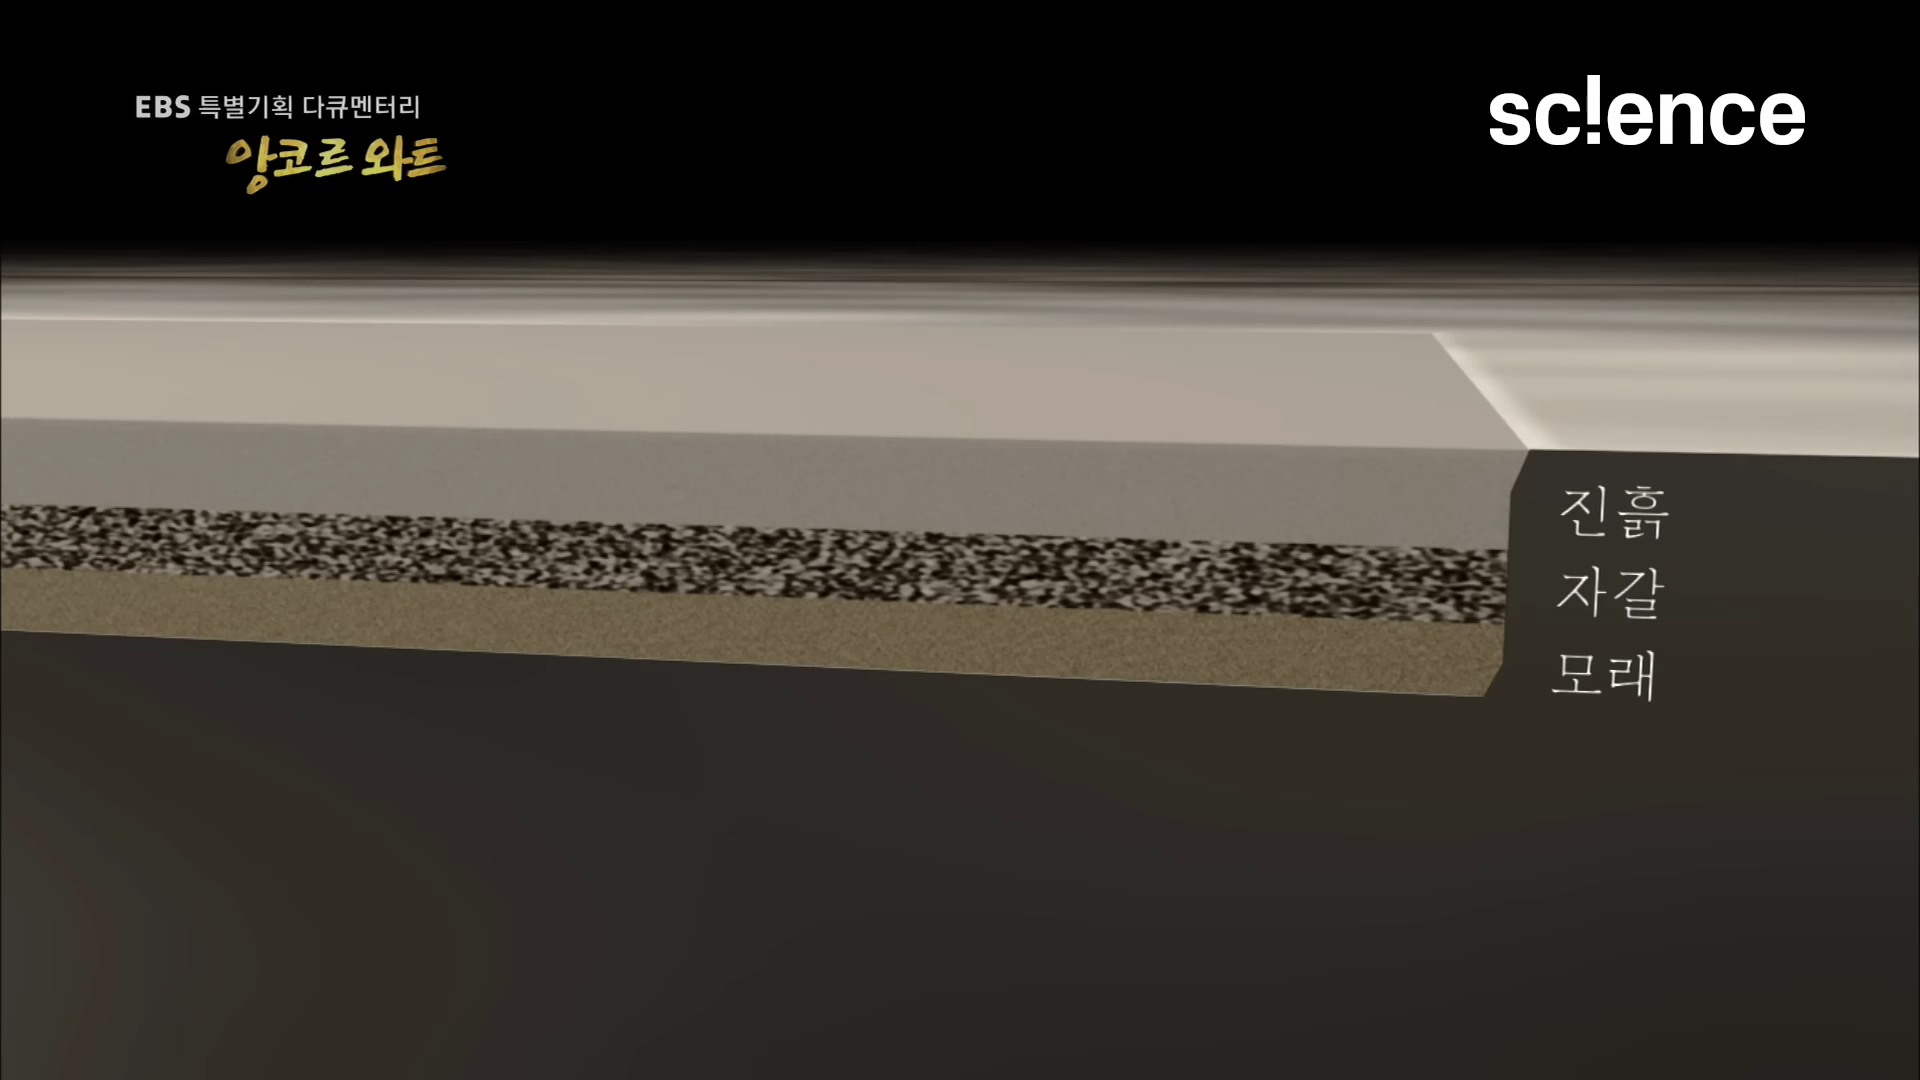 EBS 특별기획 다큐멘터리
앙코르 와트
sc!ence
진흙
자갈
모래